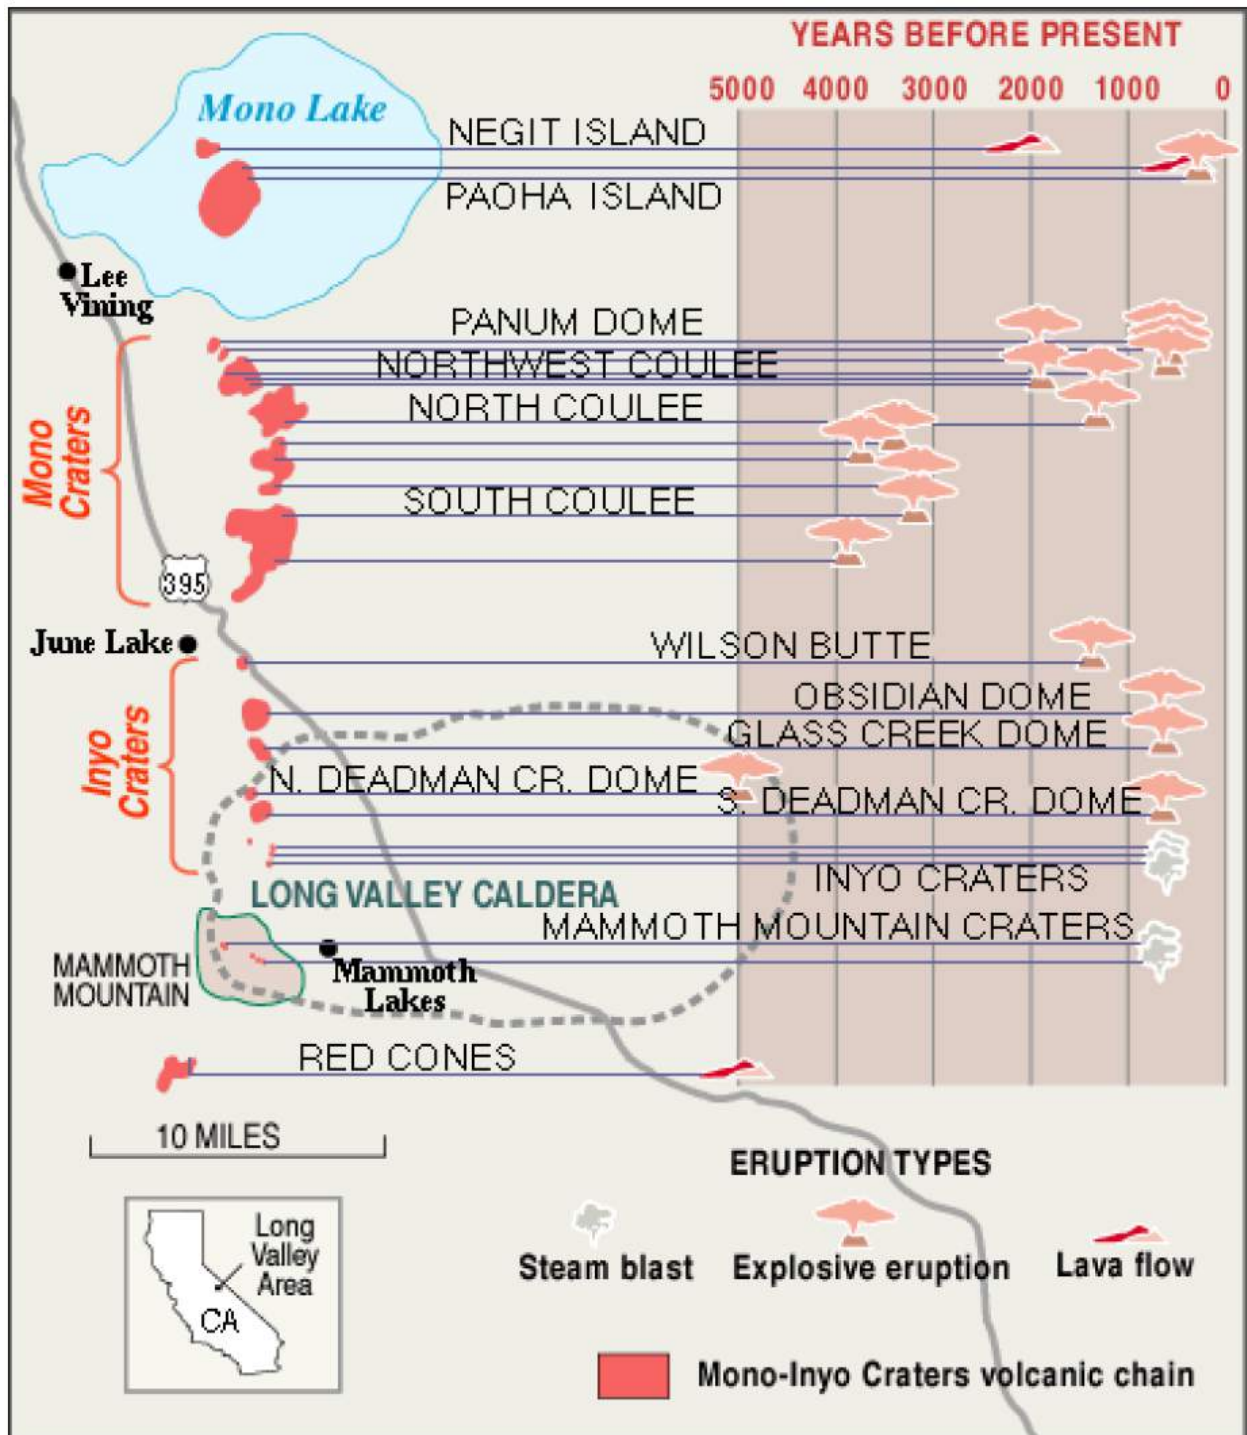 YEARS BEFORE PRESENT
5000 4000 3000 2000 1000 0
Mono Lake
NEGIT ISLAND
PAOHA ISLAND
Lee
Vining
PANUM DOME
NORTHWEST COULEE
NORTH COULEE
Mono
Craters
SOUTH COULEE
395
June Lake
WILSON BUTTE
OBSIDIAN DOME
GLASS CREEK DOME
Inyo
Craters
N. DEADMAN CR. DOME
S. DEADMAN CR. DOME
INYO CRATERS
LONG VALLEY CALDERA
MAMMOTH MOUNTAIN CRATERS
MAMMOTH
MOUNTAIN
Mammoth
Lakes
RED CONES
10 MILES
ERUPTION TYPES
Long
Valley
Area
CA
Steam blast
Explosive eruption
Lava flow
Mono-Inyo Craters volcanic chain